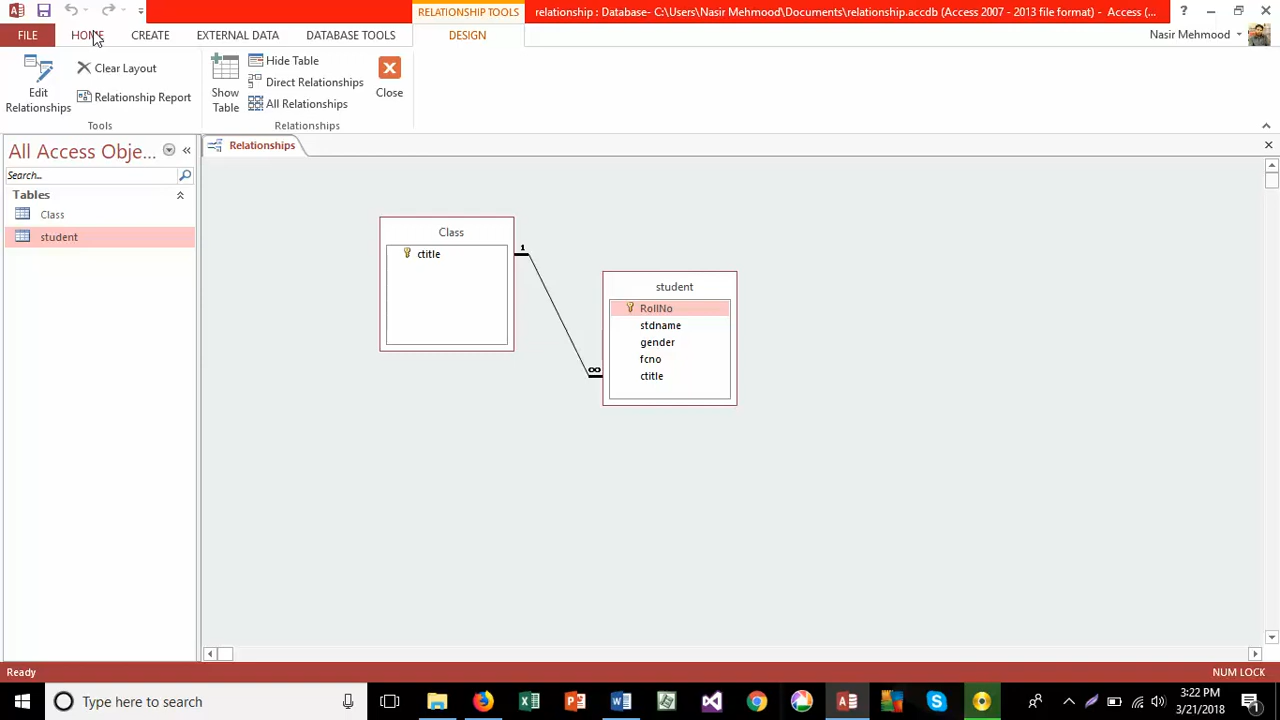 RELATIONSHIP TOOLS
relationship : Database- C:\Users\Nasir Mehmood\Documents\relationship.accdb (Access 2007 - 2013 file format) - Access (...
FILE
HOME
CREATE
EXTERNAL DATA
DATABASE TOOLS
DESIGN
Nasir Mehmood
Edit
Relationships
Clear Layout
Relationship Report
Tools
Show
Table
Hide Table
Direct Relationships
All Relationships
Close
Relationships
All Access Obje...
Search...
Tables
Class
student
Relationships
Class
ctitle
1
∞
student
RollNo
stdname
gender
fcno
ctitle
Ready
NUM LOCK
Type here to search
3:22 PM
3/21/2018
1